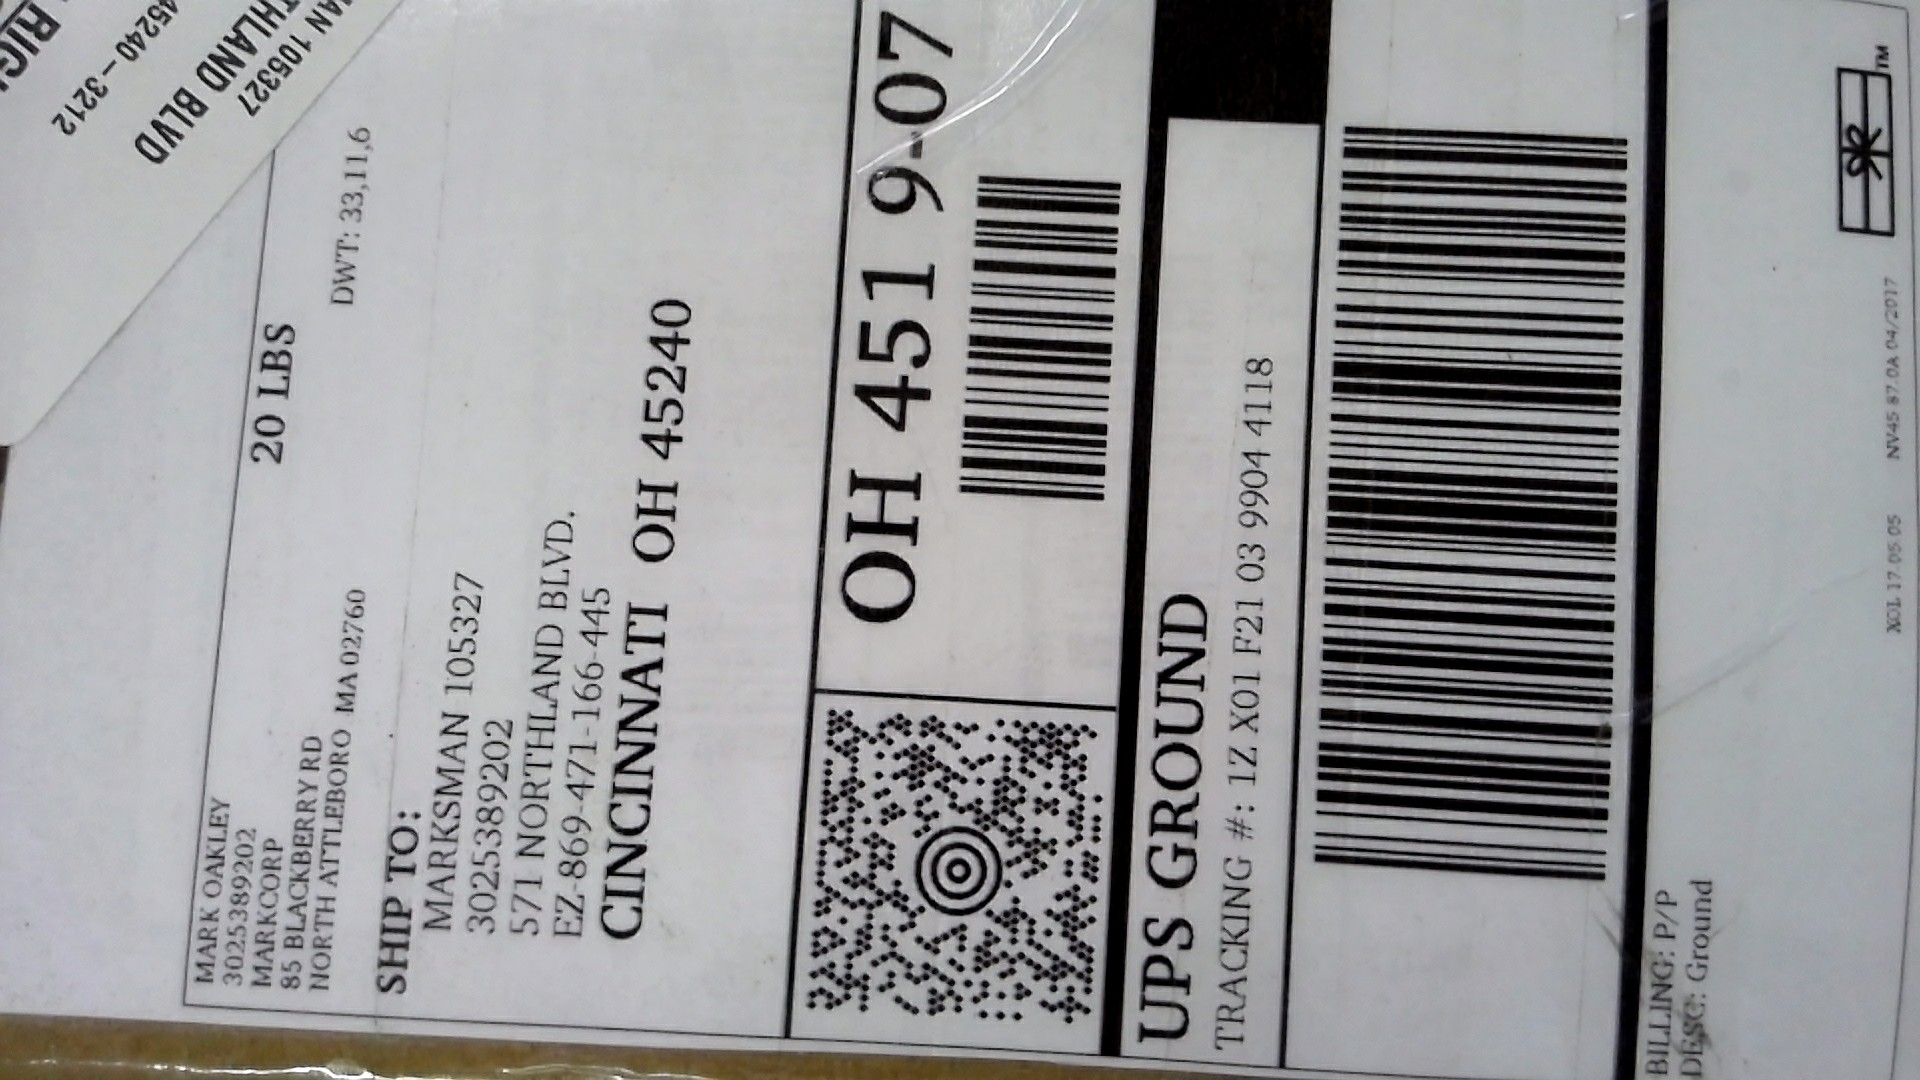 MARK OAKLEY
3025389202
MARKCORP
85 BLACKBERRY RD
NORTH ATTLEBORO MA 02760
20 LBS
DWT: 33,11,6
SHIP TO:
MARKSMAN 105327
3025389202
571 NORTHLAND BLVD.
EZ-869-471-166-445
CINCINNATI OH 45240
OH 451 9-07
UPS GROUND
TRACKING #: 1Z X01 F21 03 9904 4118
BILLING: P/P
DESC: Ground
XOL 17.05.05 NV45 87.0A 04/2017
TM
105327
BLVD
45240-3212